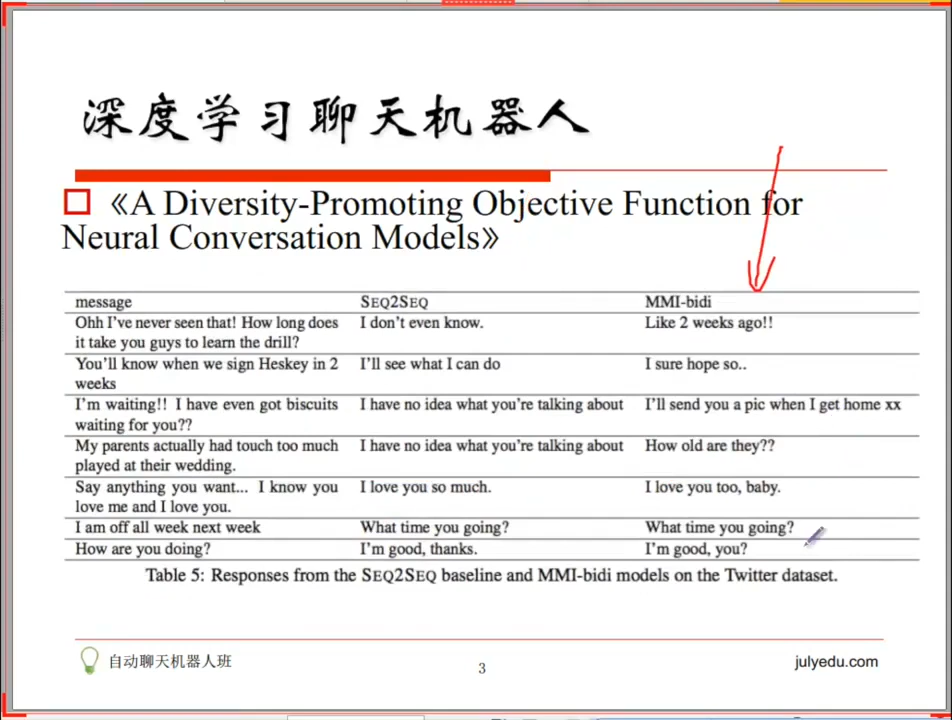 深度学习聊天机器人
《A Diversity-Promoting Objective Function for
Neural Conversation Models》
message SEQ2SEQ MMI-bidi
Ohh I've never seen that! How long does I don't even know. Like 2 weeks ago!!
it take you guys to learn the drill?
You'll know when we sign Heskey in 2 I'll see what I can do I sure hope so..
weeks
I'm waiting!! I have even got biscuits I have no idea what you're talking about I'll send you a pic when I get home xx
waiting for you??
My parents actually had touch too much I have no idea what you're talking about How old are they??
played at their wedding.
Say anything you want... I know you I love you so much. I love you too, baby.
love me and I love you.
I am off all week next week What time you going? What time you going?
How are you doing? I'm good, thanks. I'm good, you?
Table 5: Responses from the SEQ2SEQ baseline and MMI-bidi models on the Twitter dataset.
自动聊天机器人班 3 julyedu.com